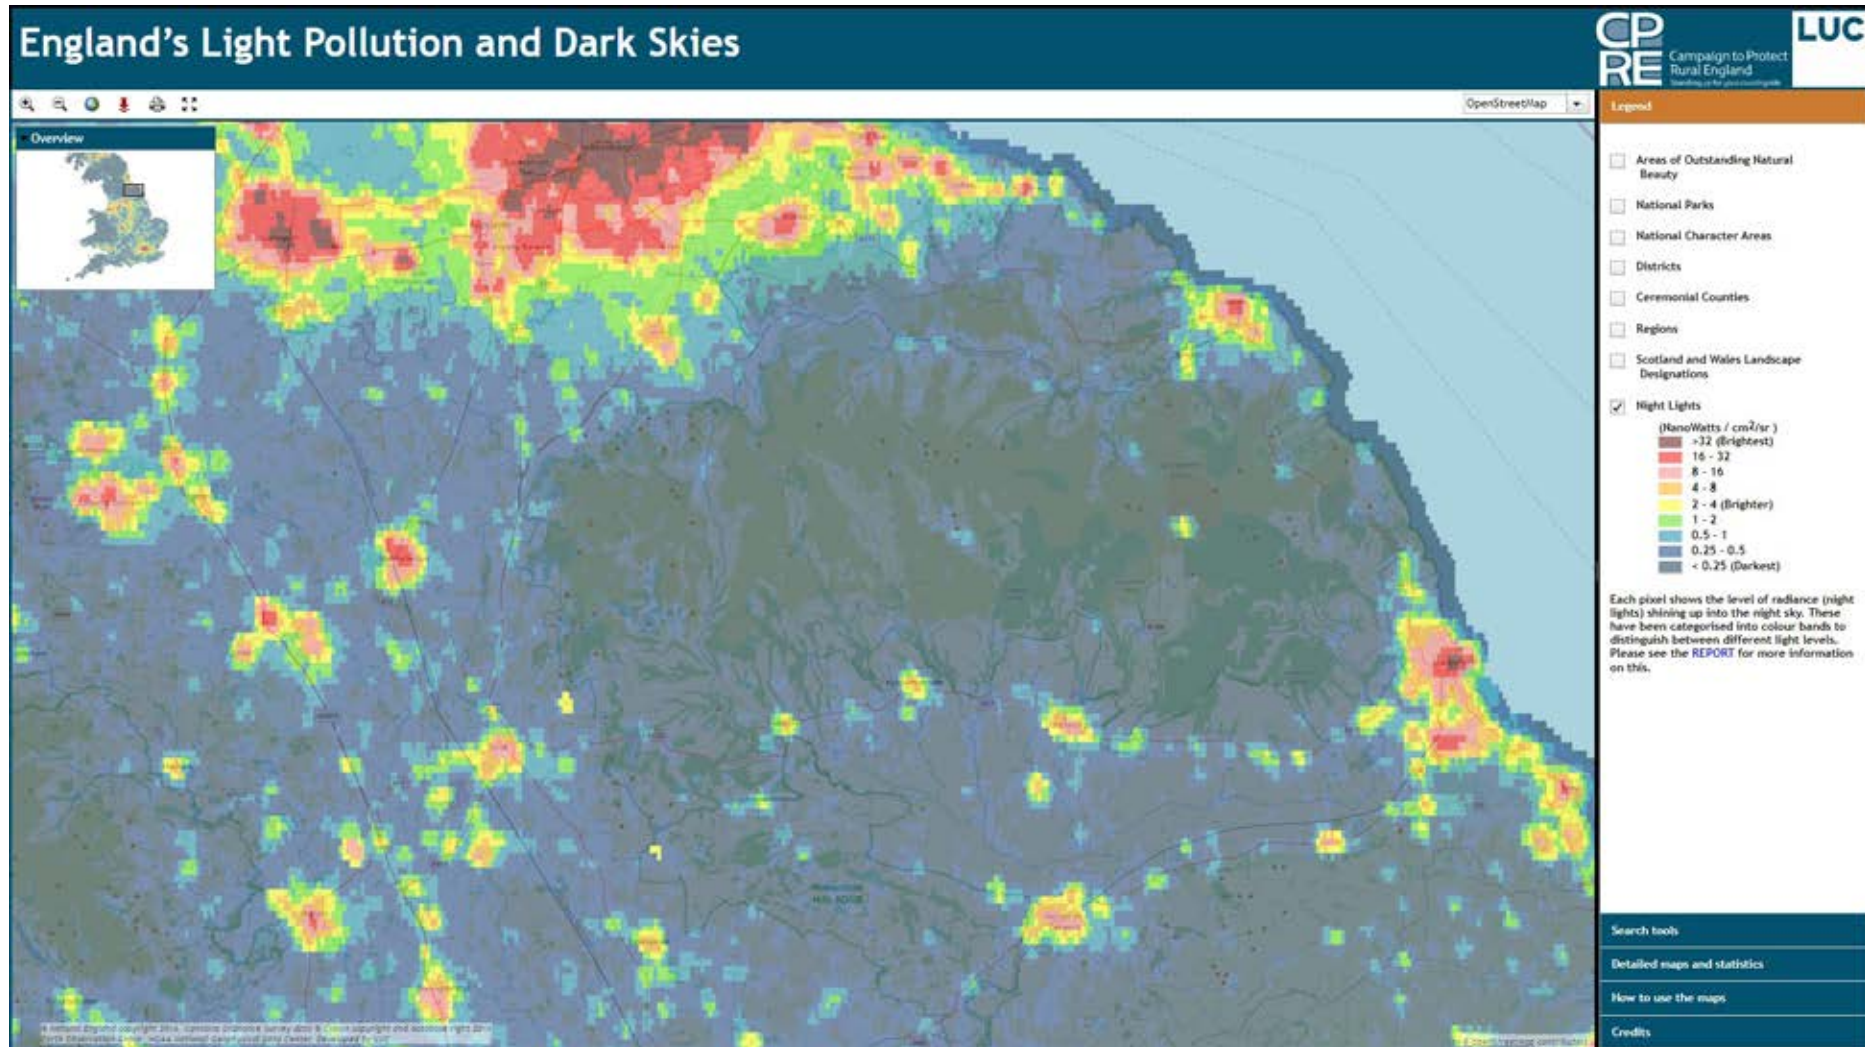 England's Light Pollution and Dark Skies
CP
RE
Campaign to Protect
Rural England
LUC
OpenStreetMap
Overview
Legend
Areas of Outstanding Natural
Beauty
National Parks
National Character Areas
Districts
Ceremonial Counties
Regions
Scotland and Wales Landscape
Designations
Night Lights
(NanoWatts / cm2/sr )
>32 (Brightest)
16 - 32
8 - 16
4 - 8
2 - 4 (Brighter)
1 - 2
0.5 - 1
0.25 - 0.5
< 0.25 (Darkest)
Each pixel shows the level of radiance (night
lights) shining up into the night sky. These
have been categorised into colour bands to
distinguish between different light levels.
Please see the REPORT for more information
on this.
Search tools
Detailed maps and statistics
How to use the maps
Credits